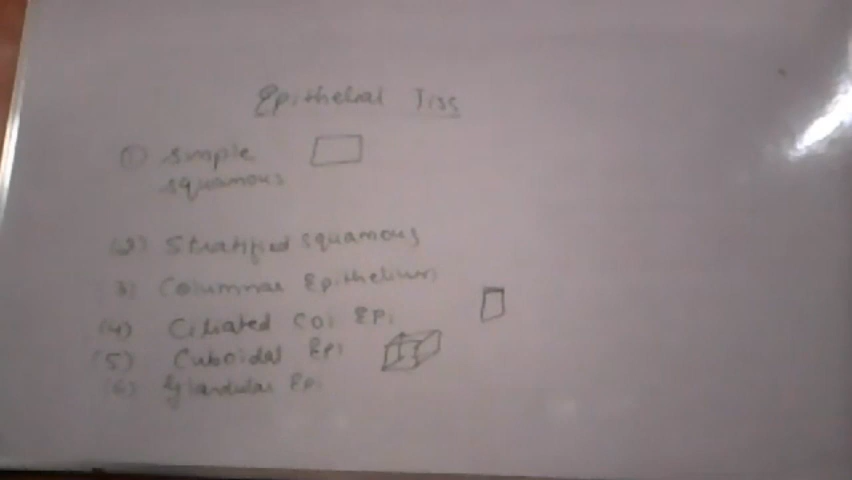 Epithelial Tiss
(1) Simple
squamous
(2) Stratified squamous
3) Columnar Epithelium
(4) Ciliated Col Epi
(5) Cuboidal Epi
(6) Glandular Epi